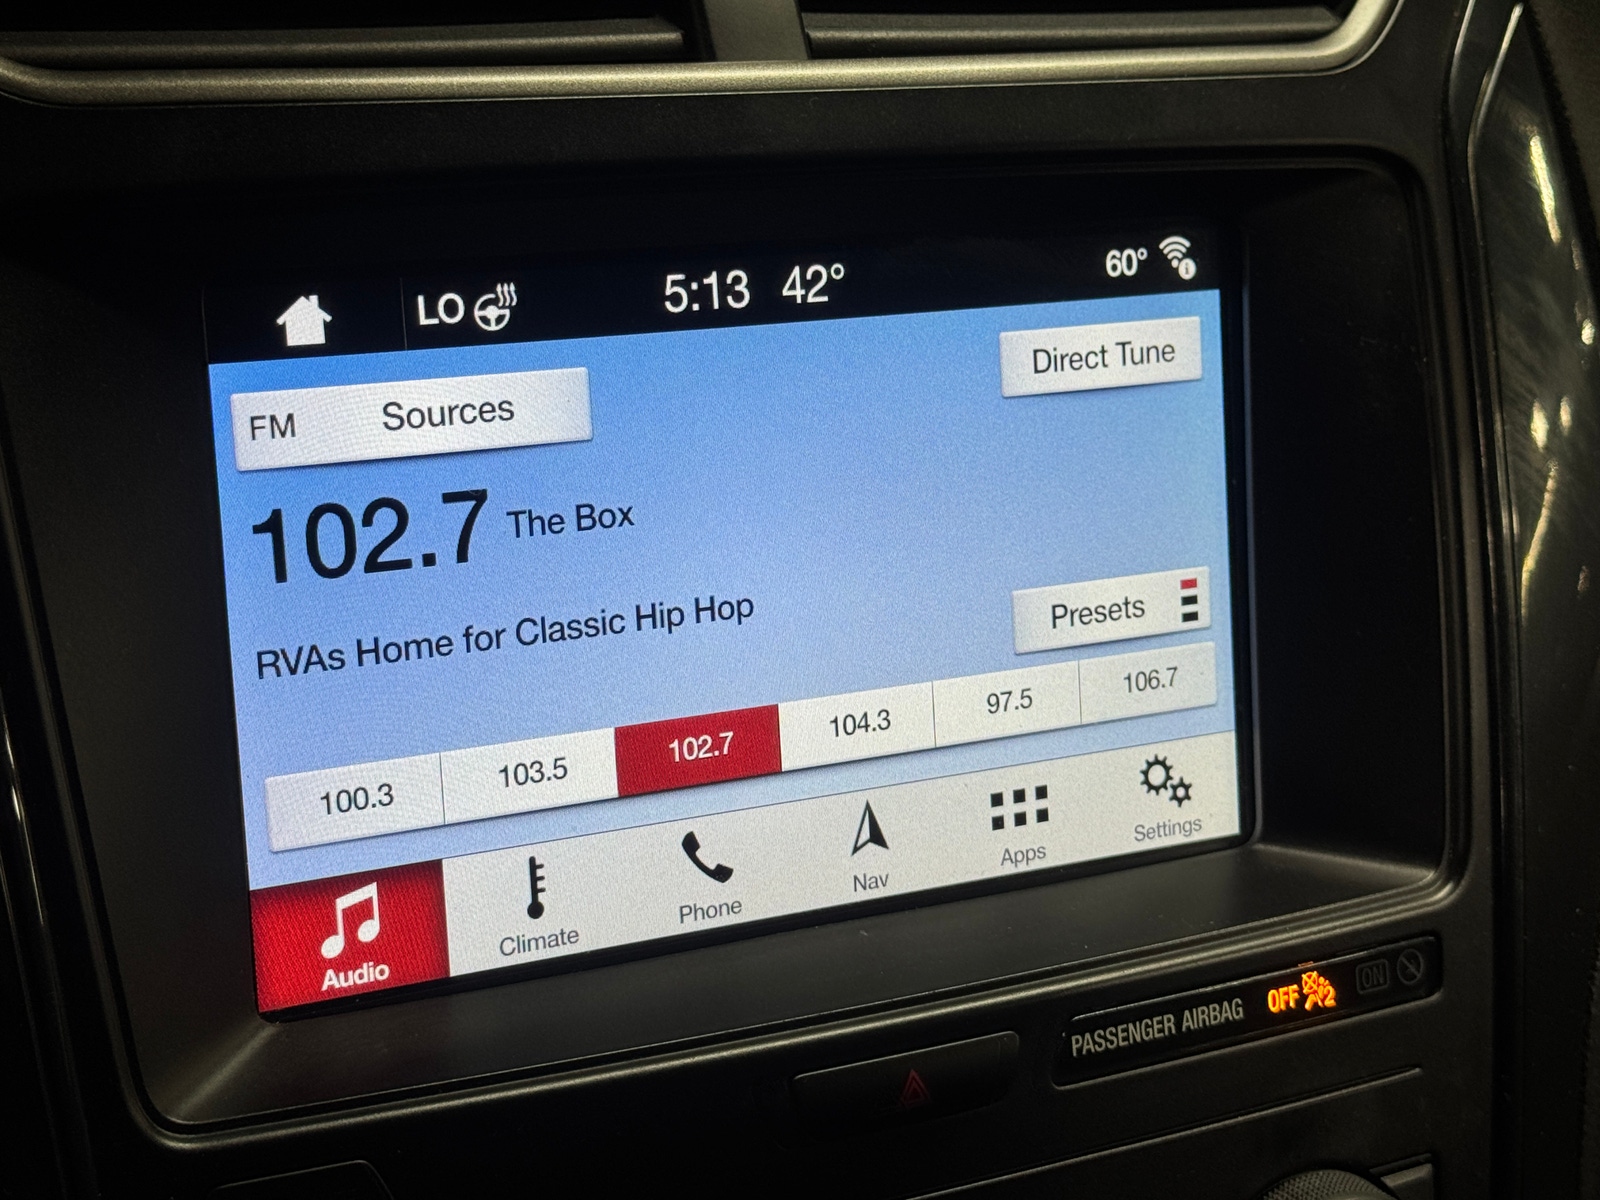 LO 5:13 42° 60°
FM Sources Direct Tune
102.7 The Box
RVAs Home for Classic Hip Hop
Presets
100.3 103.5 102.7 104.3 97.5 106.7
Audio Climate Phone Nav Apps Settings
PASSENGER AIRBAG OFF 2 ON